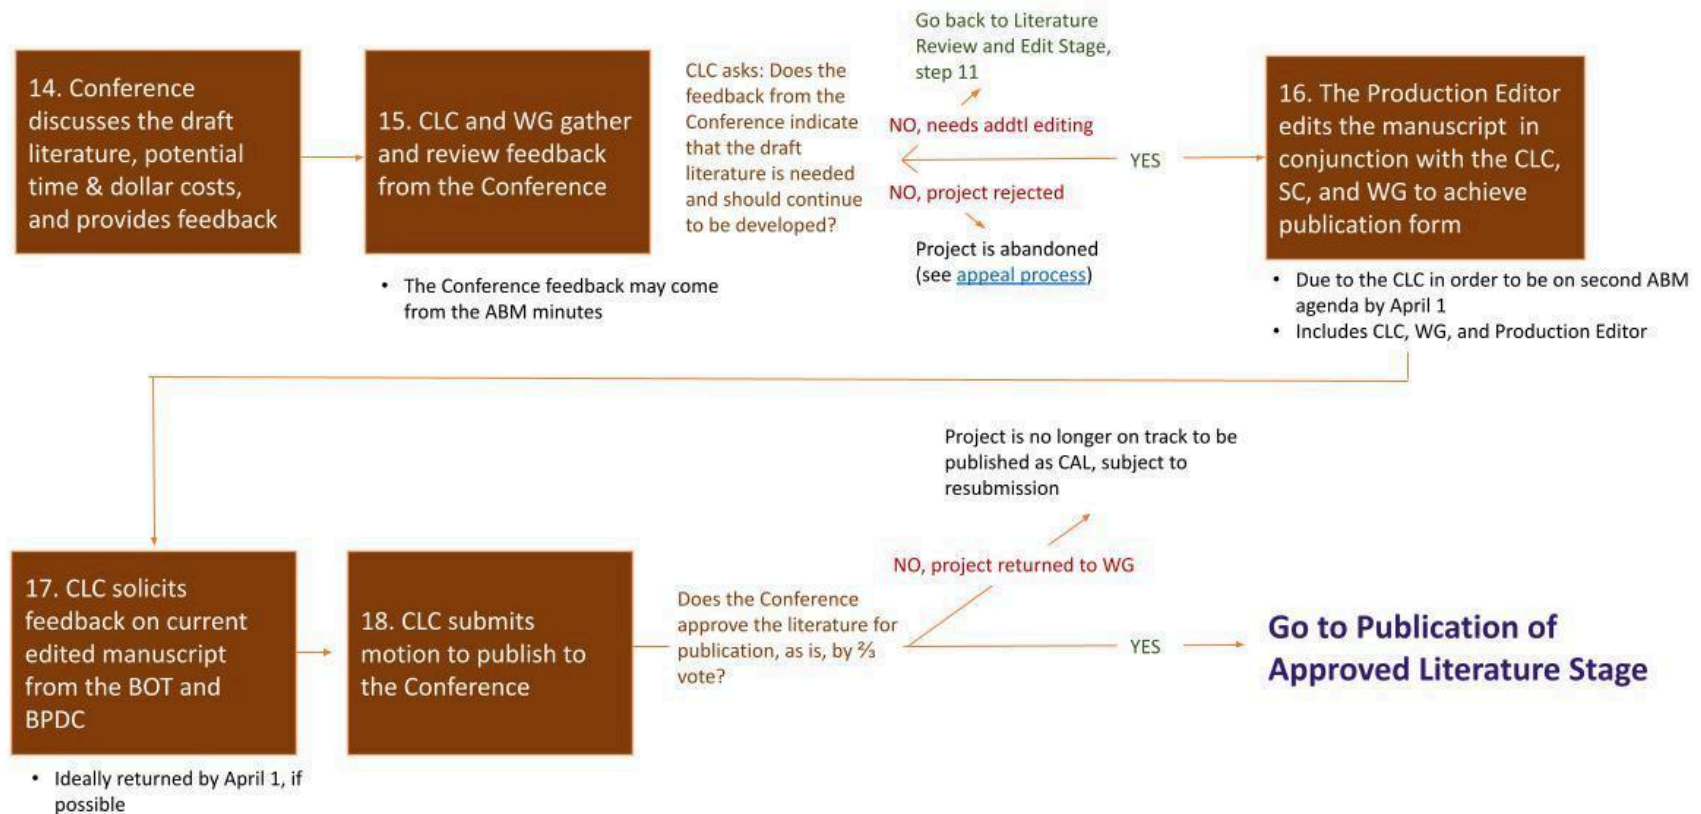 14. Conference
discusses the draft
literature, potential
time & dollar costs,
and provides feedback
15. CLC and WG gather
and review feedback
from the Conference
• The Conference feedback may come
from the ABM minutes
CLC asks: Does the
feedback from the
Conference indicate
that the draft
literature is needed
and should continue
to be developed?
Go back to Literature
Review and Edit Stage,
step 11
NO, needs addtl editing
YES
NO, project rejected
Project is abandoned
(see appeal process)
16. The Production Editor
edits the manuscript in
conjunction with the CLC,
SC, and WG to achieve
publication form
• Due to the CLC in order to be on second ABM
agenda by April 1
• Includes CLC, WG, and Production Editor
17. CLC solicits
feedback on current
edited manuscript
from the BOT and
BPDC
• Ideally returned by April 1, if
possible
18. CLC submits
motion to publish to
the Conference
Does the Conference
approve the literature for
publication, as is, by ⅔
vote?
Project is no longer on track to be
published as CAL, subject to
resubmission
NO, project returned to WG
YES
Go to Publication of
Approved Literature Stage